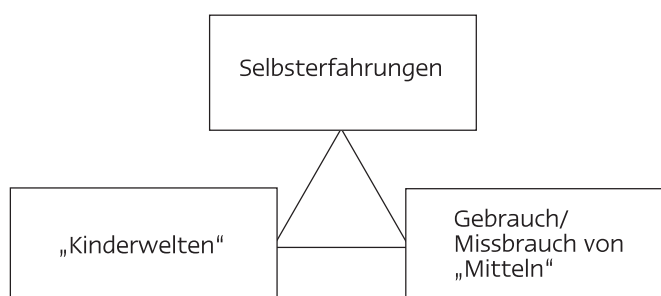 Selbsterfahrungen
„Kinderwelten“
Gebrauch/
Missbrauch von
„Mitteln“